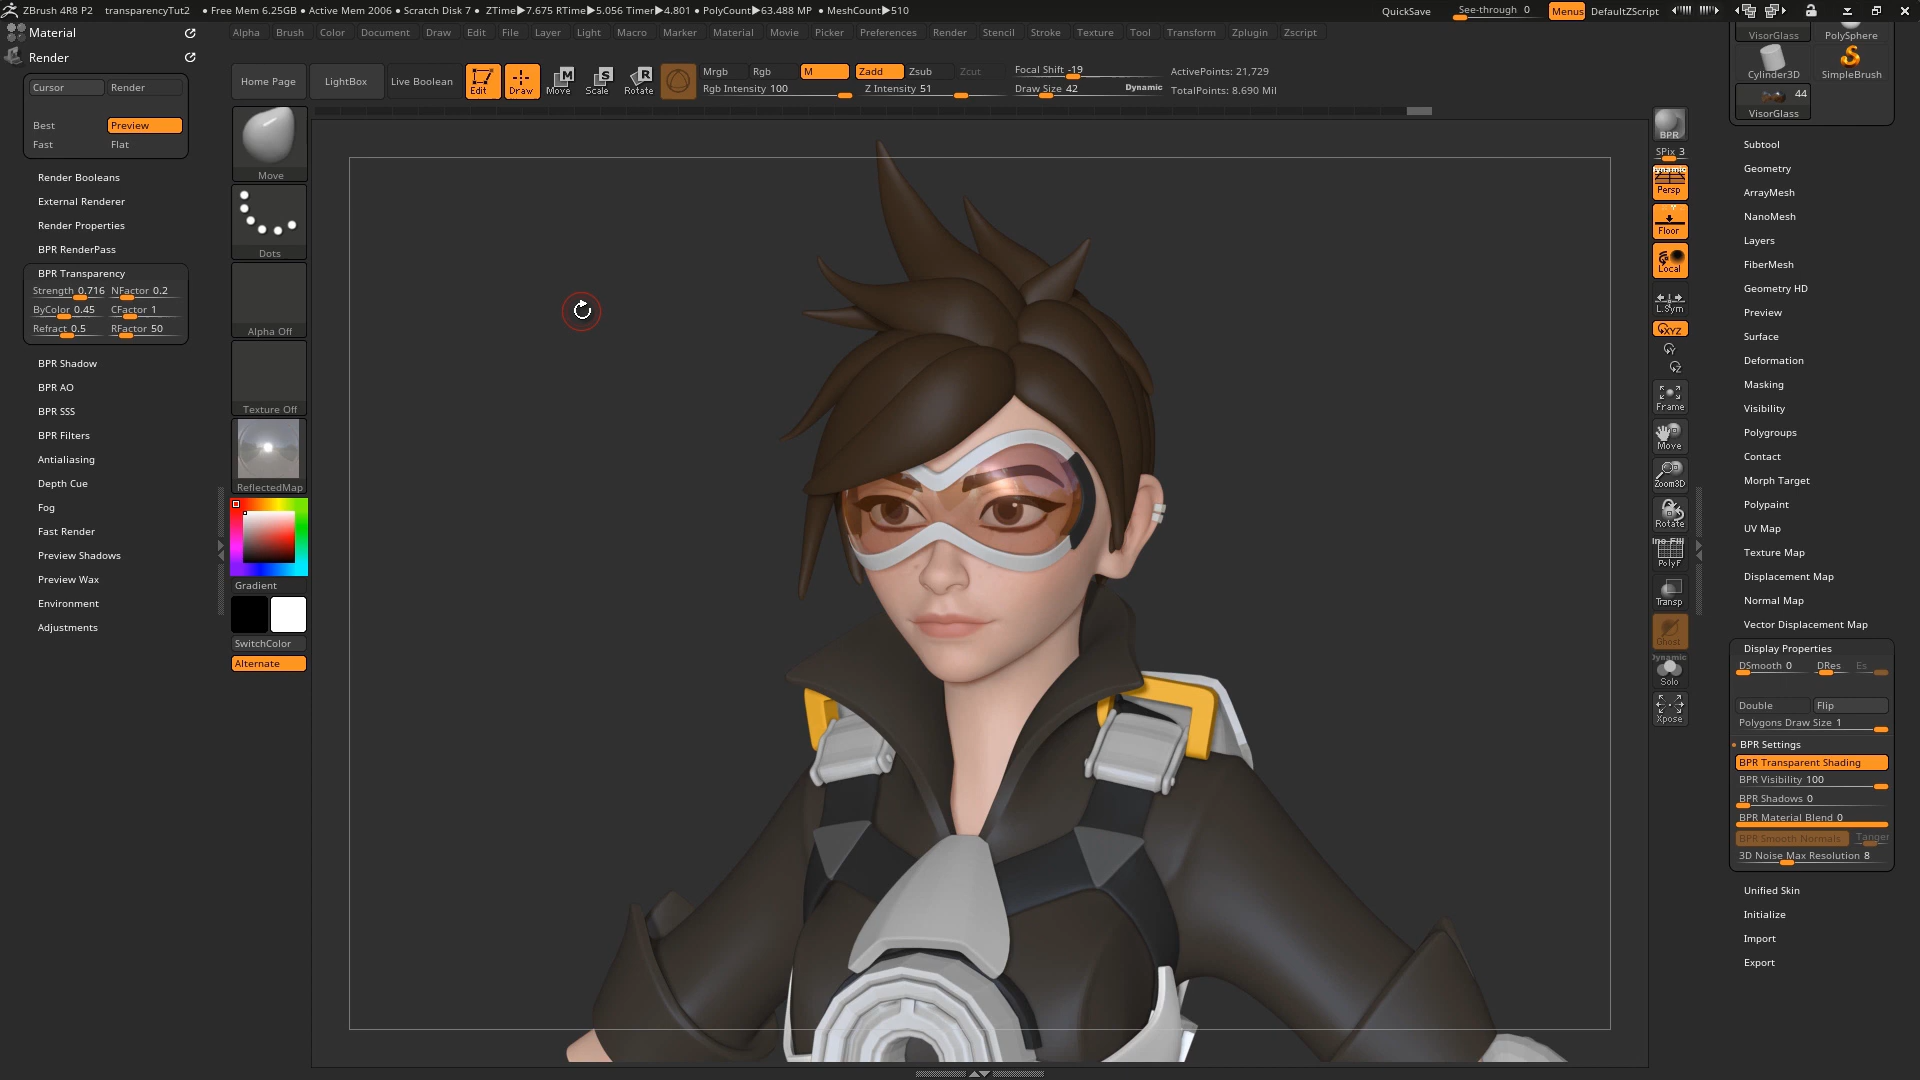 ZBrush 4R8 P2 transparencyTut2 ● Free Mem 6.25GB ● Active Mem 2006 ● Scratch Disk 7 ● ZTime▶7.675 RTime▶5.056 Timer▶4.801 ● PolyCount▶63.488 MP ● MeshCount▶510
QuickSave See-through 0 Menus DefaultZScript
Material
Render
Alpha Brush Color Document Draw Edit File Layer Light Macro Marker Material Movie Picker Preferences Render Stencil Stroke Texture Tool Transform Zplugin Zscript
Home Page LightBox Live Boolean Edit Draw Move Scale Rotate
Mrgb Rgb M Zadd Zsub Zcut
Rgb Intensity 100 Z Intensity 51
Focal Shift -19
Draw Size 42 Dynamic
ActivePoints: 21,729
TotalPoints: 8.690 Mil
Cursor Render
Best Preview
Fast Flat
Render Booleans
External Renderer
Render Properties
BPR RenderPass
BPR Transparency
Strength 0.716 NFactor 0.2
ByColor 0.45 CFactor 1
Refract 0.5 RFactor 50
BPR Shadow
BPR AO
BPR SSS
BPR Filters
Antialiasing
Depth Cue
Fog
Fast Render
Preview Shadows
Preview Wax
Environment
Adjustments
Move
Dots
Alpha Off
Texture Off
ReflectedMap
Gradient
SwitchColor
Alternate
BPR
SPix 3
Dynamic
Persp
Floor
Local
L.Sym
XYZ
Y
Z
Frame
Move
Zoom3D
Rotate
PolyF
Transp
Ghost
Dynamic
Solo
Xpose
VisorGlass PolySphere
Cylinder3D SimpleBrush
44
VisorGlass
Subtool
Geometry
ArrayMesh
NanoMesh
Layers
FiberMesh
Geometry HD
Preview
Surface
Deformation
Masking
Visibility
Polygroups
Contact
Morph Target
Polypaint
UV Map
Texture Map
Displacement Map
Normal Map
Vector Displacement Map
Display Properties
DSmooth 0 DRes Es
Double Flip
Polygons Draw Size 1
BPR Settings
BPR Transparent Shading
BPR Visibility 100
BPR Shadows 0
BPR Material Blend 0
BPR Smooth Normals Tanger
3D Noise Max Resolution 8
Unified Skin
Initialize
Import
Export